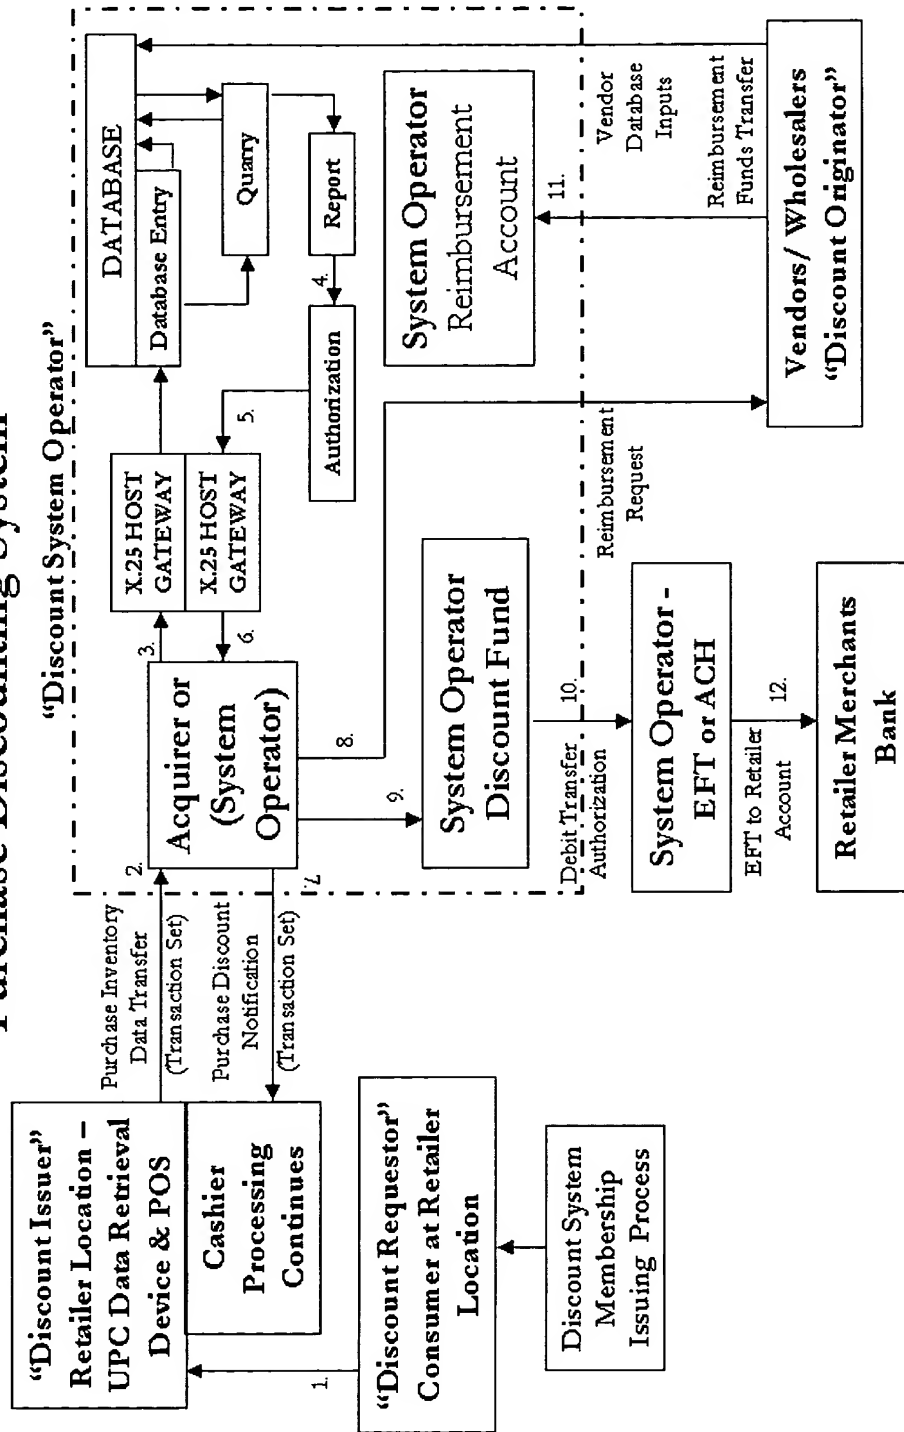 Purchase Discounting System
“Discount System Operator”
“Discount Issuer”
Retailer Location –
UPC Data Retrieval
Device & POS
Cashier
Processing
Continues
1.
“Discount Requestor”
Consumer at Retailer
Location
Discount System
Membership
Issuing Process
Purchase Inventory
Data Transfer
(Transaction Set)
2.
Purchase Discount
Notification
(Transaction Set)
7.
Acquirer or
(System
Operator)
3.
6.
X.25 HOST
GATEWAY
X.25 HOST
GATEWAY
5.
DATABASE
Database Entry
Quarry
Report
4.
Authorization
8.
9.
System Operator
Discount Fund
System Operator
Reimbursement
Account
10.
Debit Transfer
Authorization
11.
Vendor
Database
Inputs
Reimbursement
Funds Transfer
Reimbursement
Request
System Operator -
EFT or ACH
12.
EFT to Retailer
Account
Retailer Merchants
Bank
Vendors/ Wholesalers
“Discount Originator”